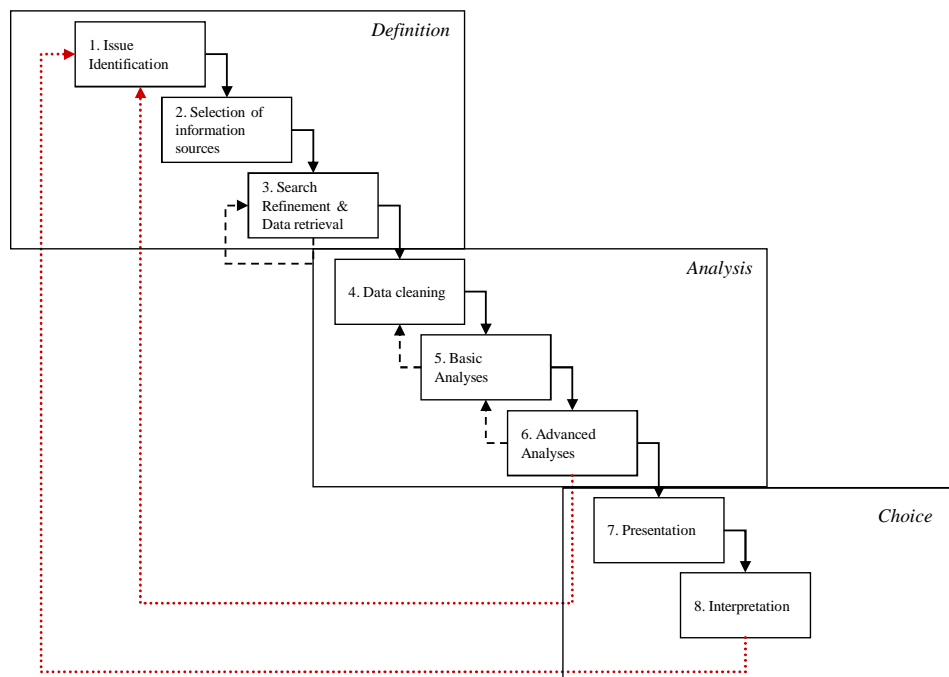 Definition
1. Issue
Identification
2. Selection of
information
sources
3. Search
Refinement &
Data retrieval
Analysis
4. Data cleaning
5. Basic
Analyses
6. Advanced
Analyses
Choice
7. Presentation
8. Interpretation